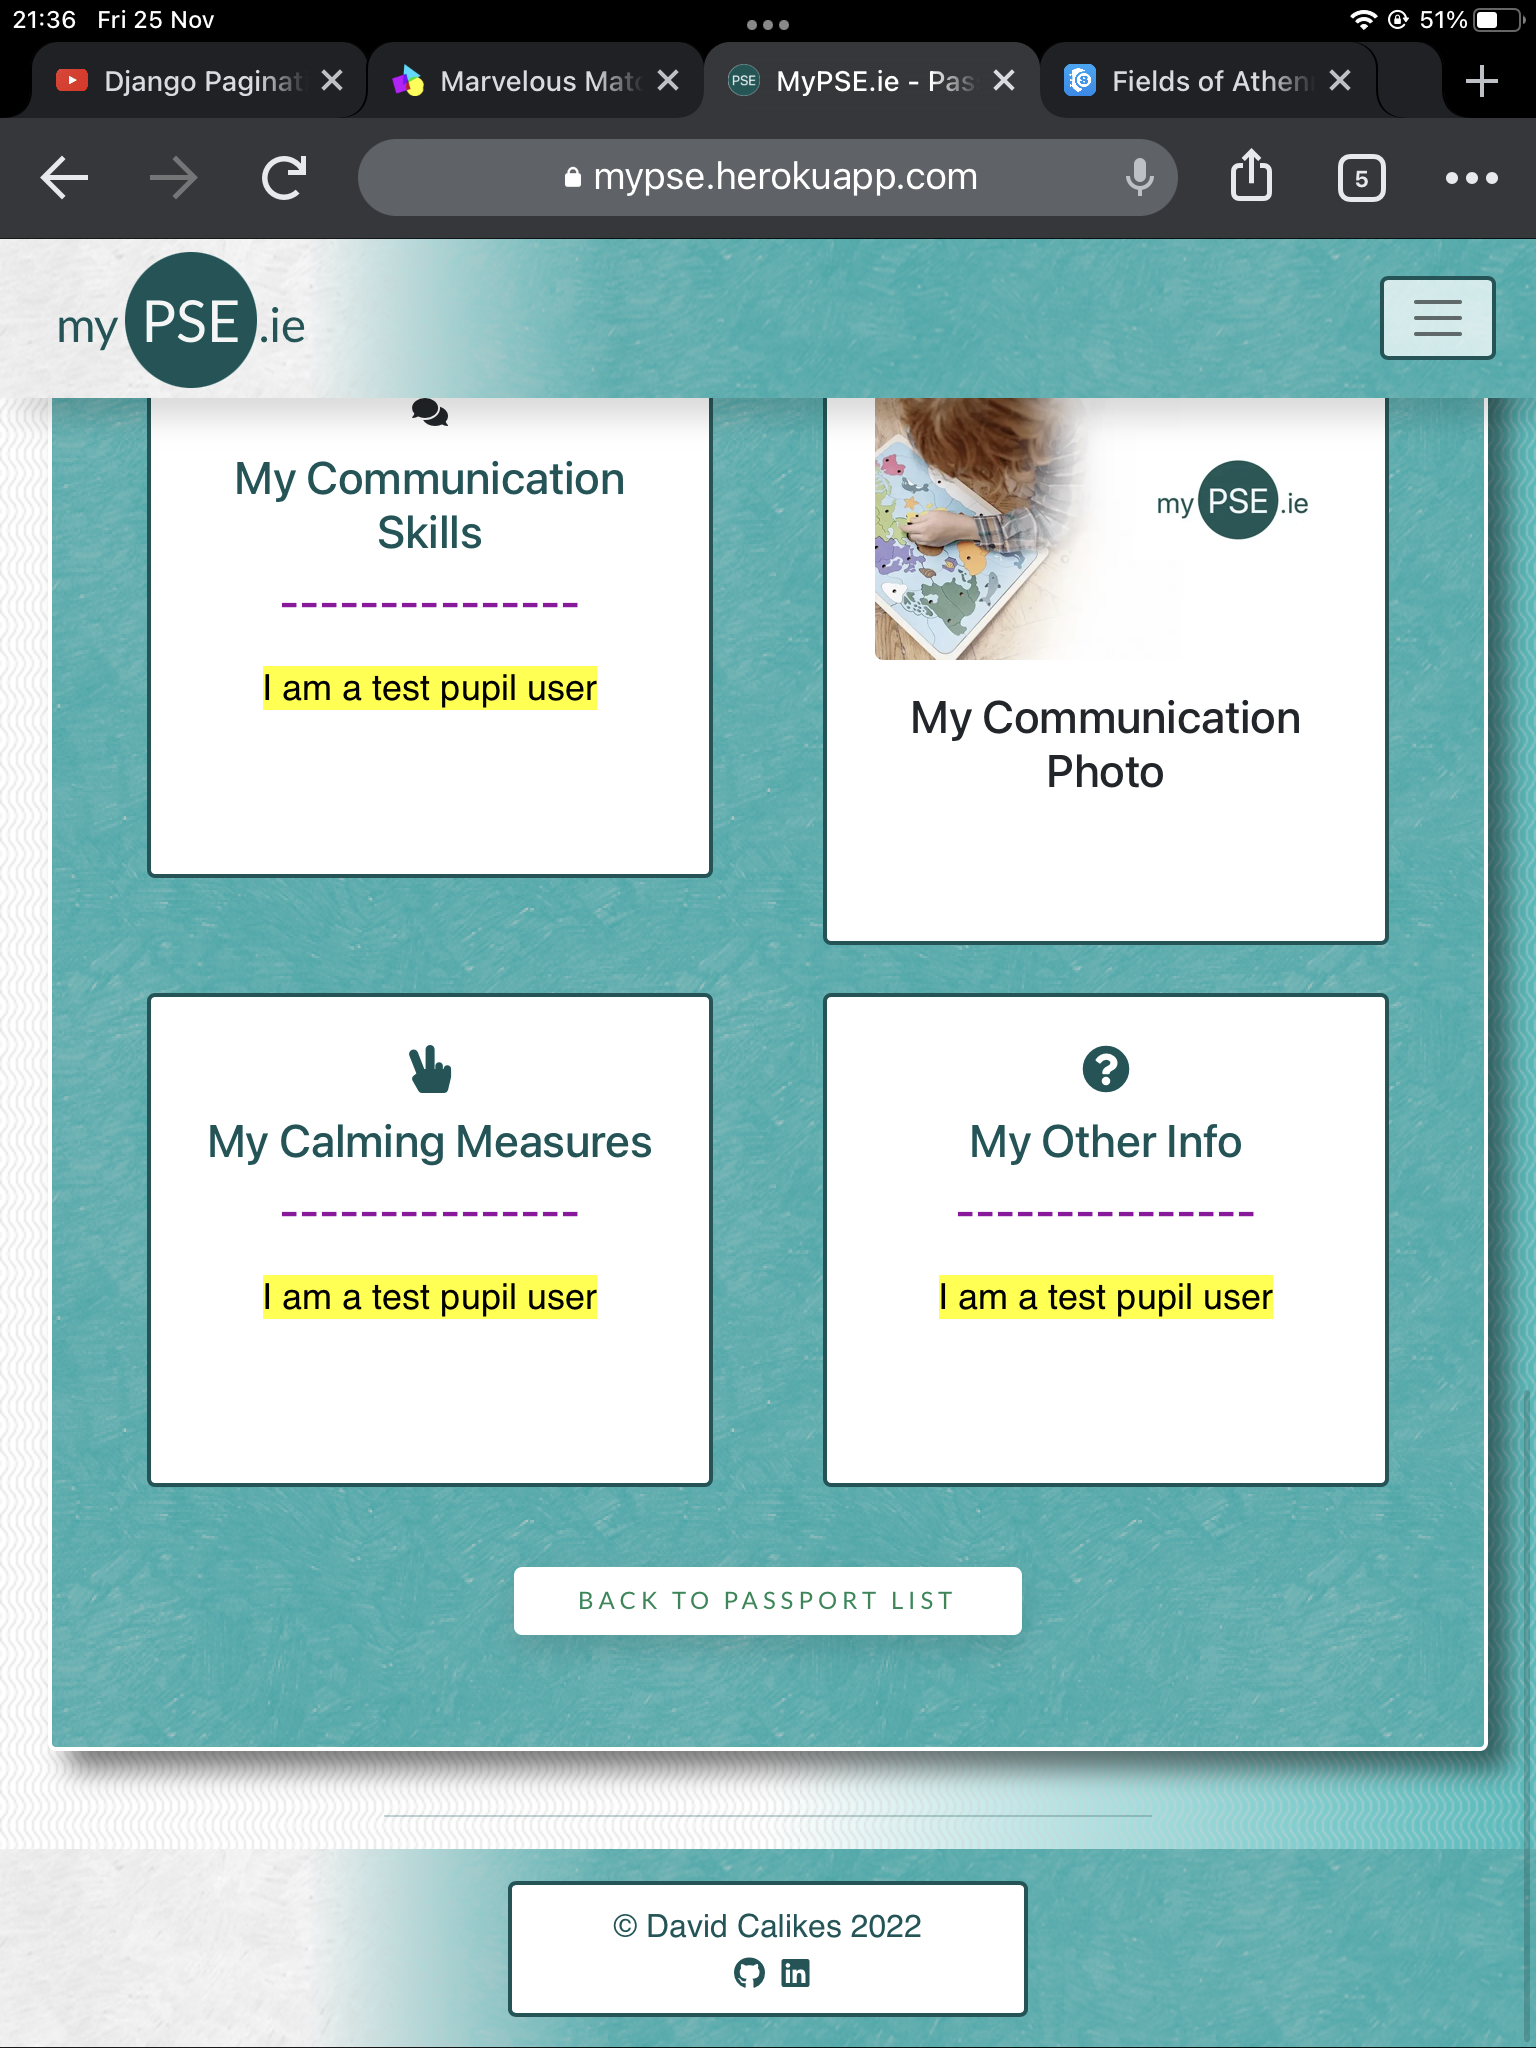 21:36 Fri 25 Nov
51%
Django Paginat
Marvelous Matc
MyPSE.ie - Pas
Fields of Athen
mypse.herokuapp.com
5
my PSE .ie
My Communication
Skills
---------------
I am a test pupil user
my PSE .ie
My Communication
Photo
My Calming Measures
---------------
I am a test pupil user
My Other Info
---------------
I am a test pupil user
BACK TO PASSPORT LIST
© David Calikes 2022